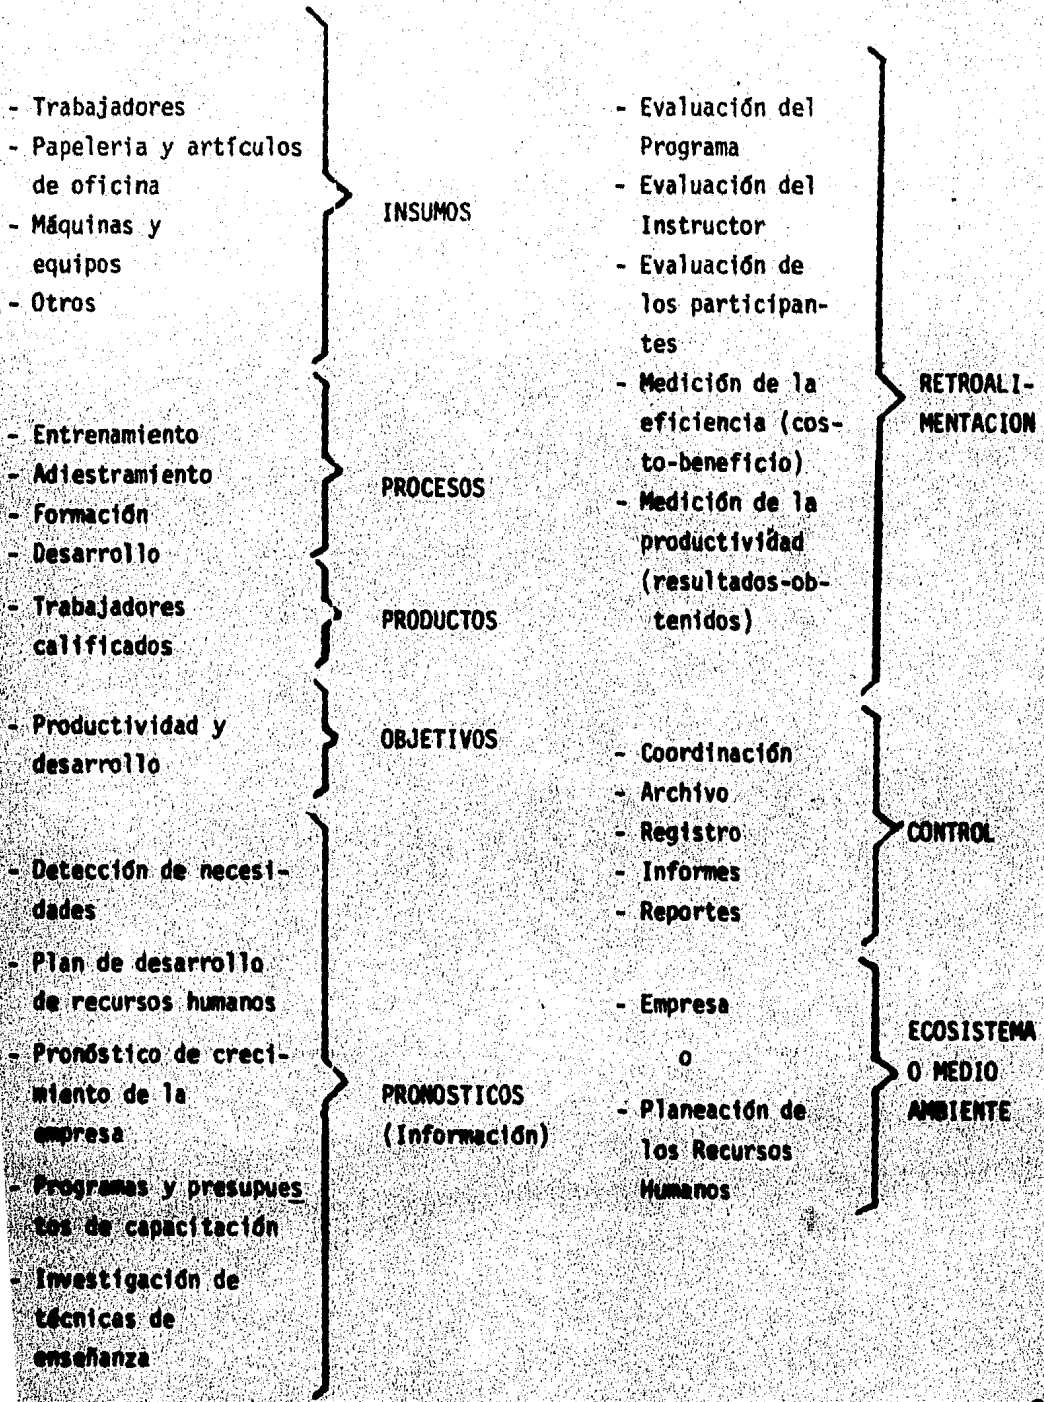 - Trabajadores
- Papeleria y artículos
de oficina
- Máquinas y
equipos
- Otros
INSUMOS
- Entrenamiento
- Adiestramiento
- Formación
- Desarrollo
PROCESOS
- Trabajadores
calificados
PRODUCTOS
- Productividad y
desarrollo
OBJETIVOS
- Detección de necesi-
dades
- Plan de desarrollo
de recursos humanos
- Pronóstico de creci-
miento de la
empresa
- Programas y presupues
tos de capacitación
- Investigación de
técnicas de
enseñanza
PRONOSTICOS
(Información)
- Evaluación del
Programa
- Evaluación del
Instructor
- Evaluación de
los participan-
tes
- Medición de la
eficiencia (cos-
to-beneficio)
- Medición de la
productividad
(resultados-ob-
tenidos)
RETROALI-
MENTACION
- Coordinación
- Archivo
- Registro
- Informes
- Reportes
CONTROL
- Empresa
o
- Planeación de
los Recursos
Humanos
ECOSISTEMA
O MEDIO
AMBIENTE